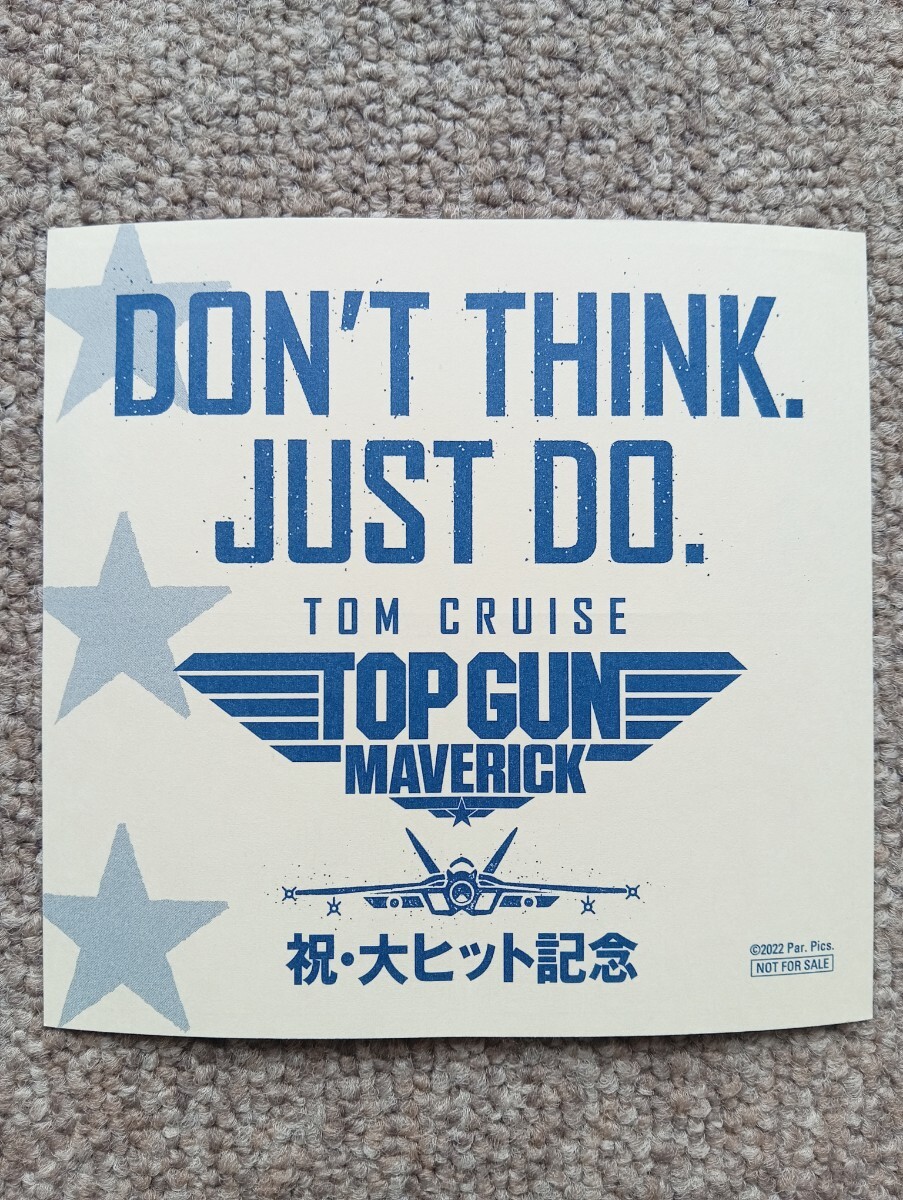 DON'T THINK.
JUST DO.
TOM CRUISE
TOP GUN
MAVERICK
祝・大ヒット記念
©2022 Par. Pics.
NOT FOR SALE